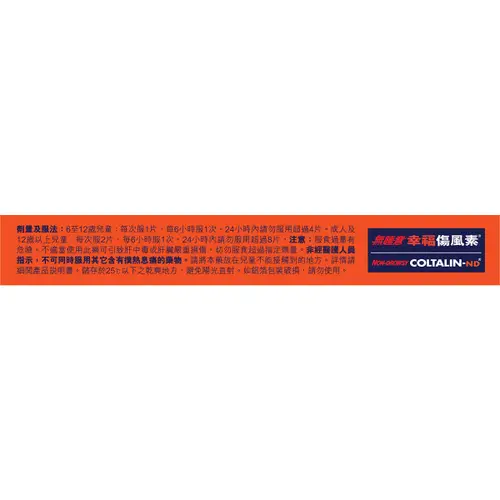 劑量及服法：6至12歲兒童：每次服1片，每6小時服1次。24小時內請勿服用超過4片。成人及
12歲以上兒童：每次服2片，每6小時服1次。24小時內請勿服用超過8片。注意：服食過量有
危險。不適當使用此藥可引致肝中毒或肝臟嚴重損傷，切勿服食超過指定劑量。非經醫護人員
指示，不可同時服用其它含有撲熱息痛的藥物。請將本藥放在兒童不能接觸到的地方。詳情請
細閱產品說明書。儲存於25℃以下之乾爽地方，避免陽光直射。如鋁箔包裝破損，請勿使用。
無睡意 幸福傷風素®
NON-DROWSY COLTALIN-ND®